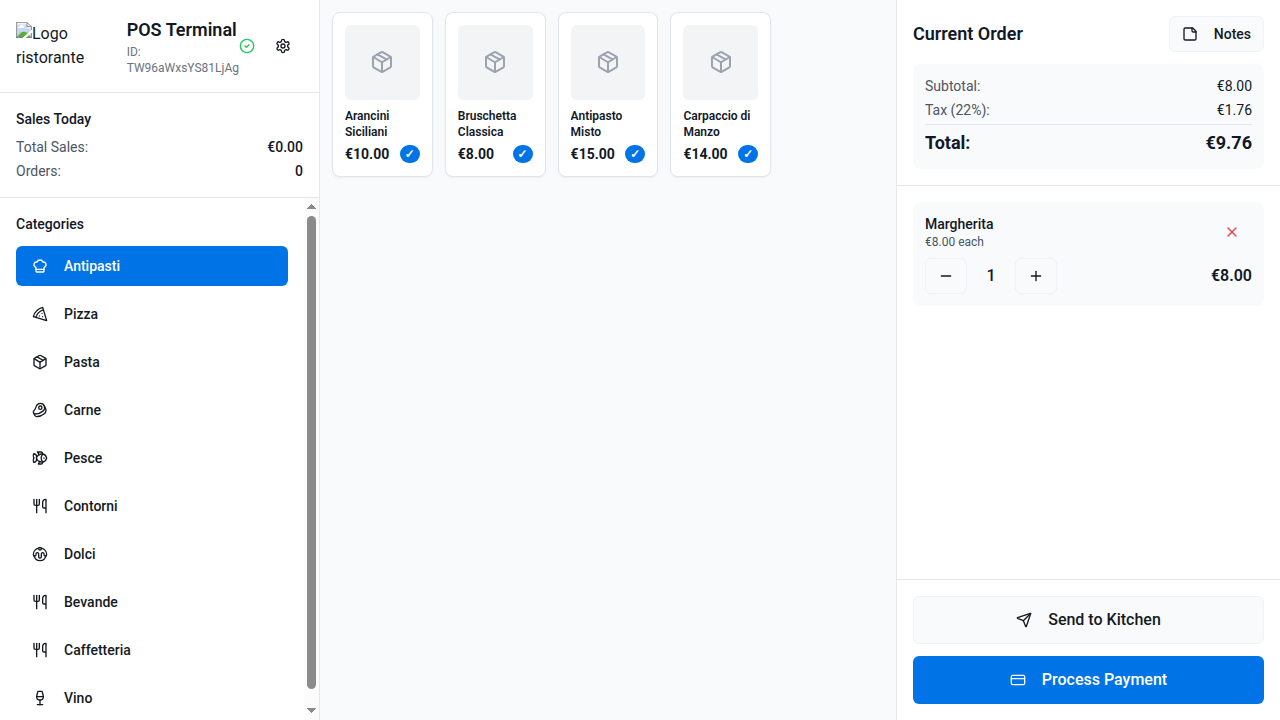 Logo
ristorante
POS Terminal
ID:
TW96aWxsYS81LjAg
Sales Today
Total Sales: €0.00
Orders: 0
Categories
Antipasti
Pizza
Pasta
Carne
Pesce
Contorni
Dolci
Bevande
Caffetteria
Vino
Arancini
Siciliani
€10.00 ✓
Bruschetta
Classica
€8.00 ✓
Antipasto
Misto
€15.00 ✓
Carpaccio di
Manzo
€14.00 ✓
Current Order
Notes
Subtotal: €8.00
Tax (22%): €1.76
Total: €9.76
Margherita
€8.00 each
1
€8.00
Send to Kitchen
Process Payment